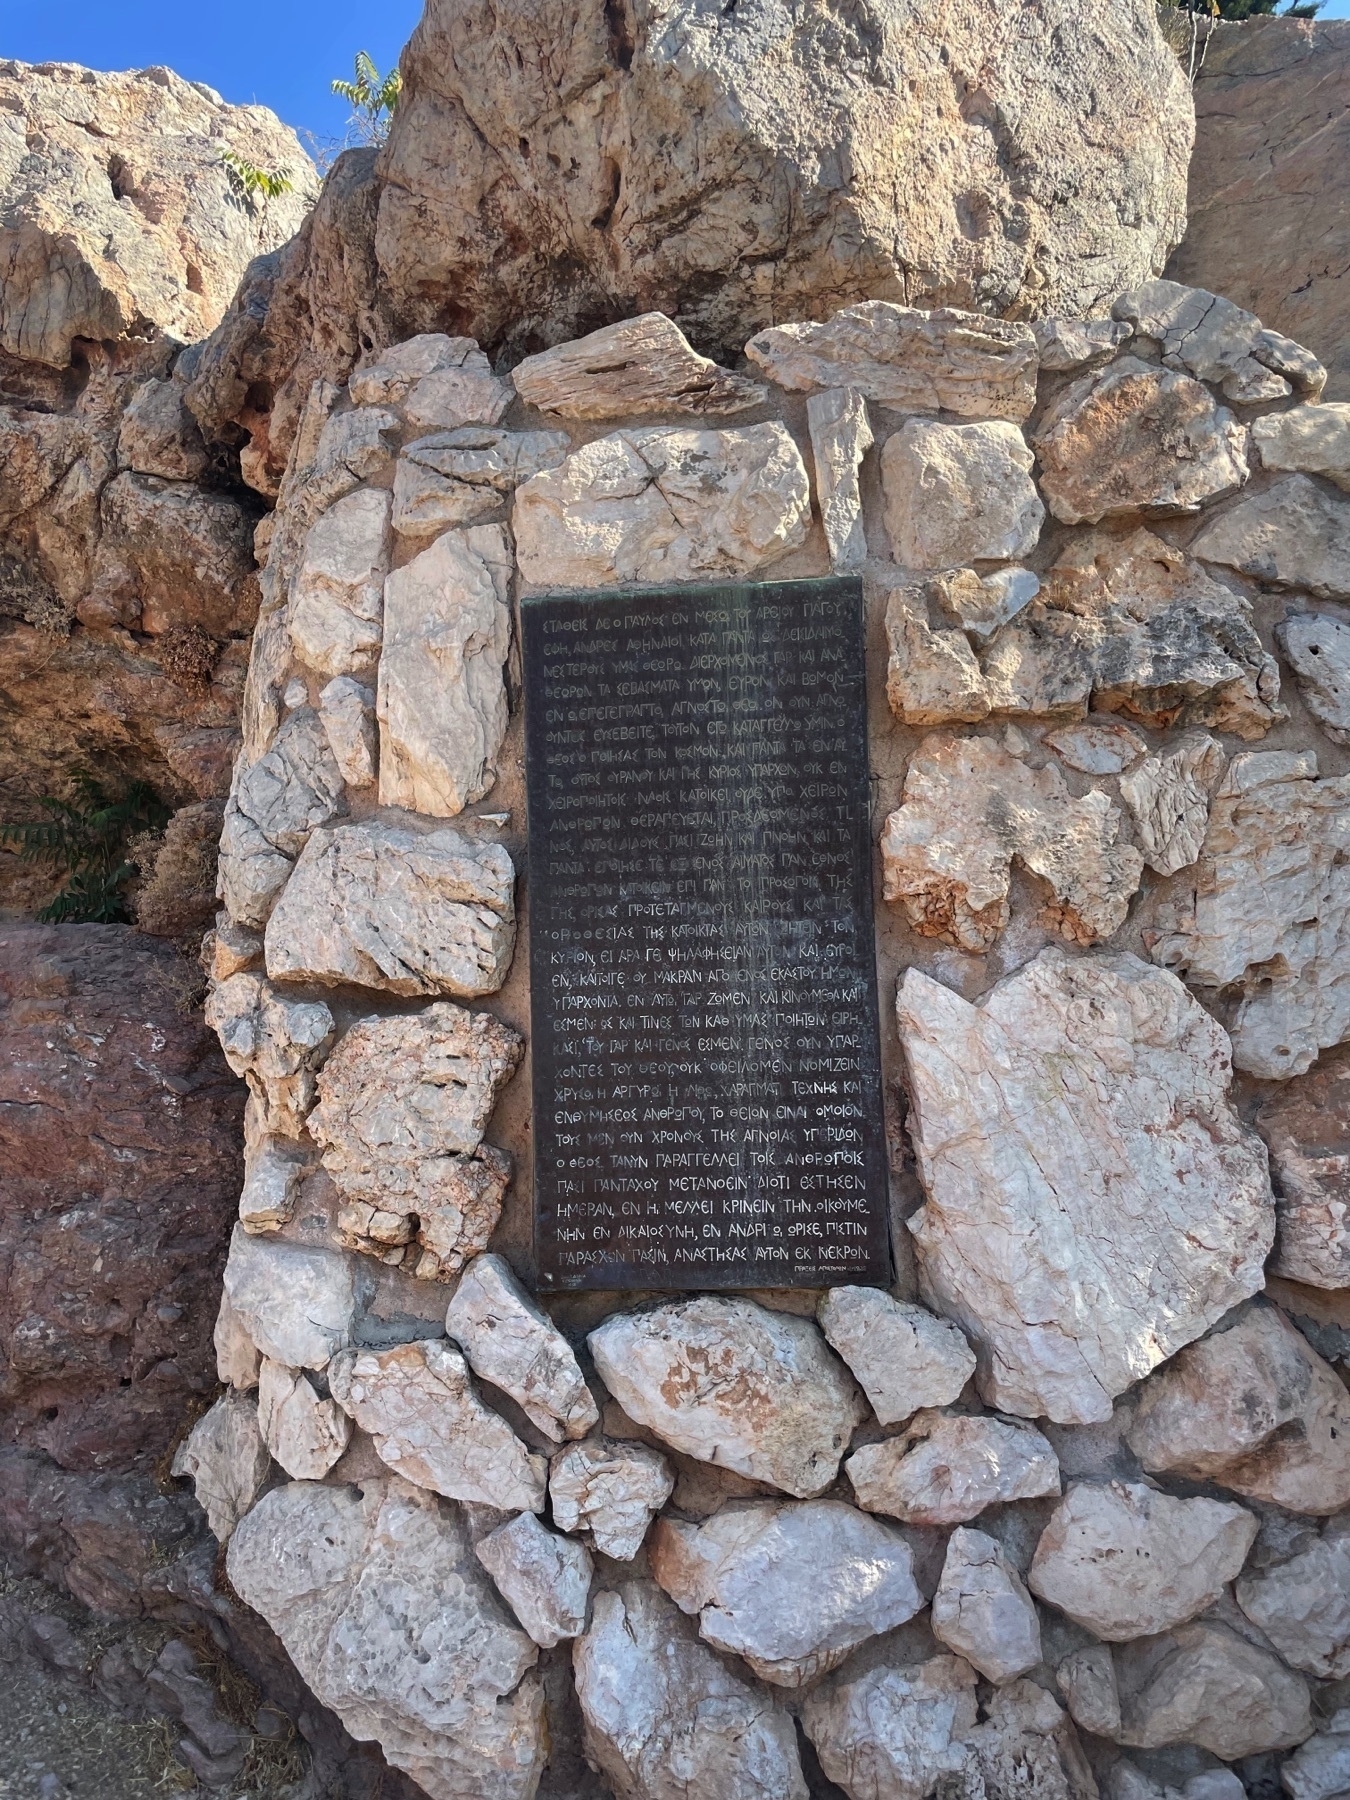 ΣΤΑΘΕΙΣ ΔΕ Ο ΠΑΥΛΟΣ ΕΝ ΜΕΣΩ ΤΟΥ ΑΡΕΙΟΥ ΠΑΓΟΥ,
ΕΦΗ, ΑΝΔΡΕΣ ΑΘΗΝΑΙΟΙ ΚΑΤΑ ΠΑΝΤΑ ΩΣ ΔΕΙΣΙΔΑΙΜΟ
ΝΕΣΤΕΡΟΥΣ ΥΜΑΣ ΘΕΩΡΩ. ΔΙΕΡΧΟΜΕΝΟΣ ΓΑΡ ΚΑΙ ΑΝΑ
ΘΕΩΡΩΝ ΤΑ ΣΕΒΑΣΜΑΤΑ ΥΜΩΝ, ΕΥΡΟΝ ΚΑΙ ΒΩΜΟΝ
ΕΝ Ω ΕΠΕΓΕΓΡΑΠΤΟ, ΑΓΝΩΣΤΩ ΘΕΩ. ΟΝ ΟΥΝ ΑΓΝΟ
ΟΥΝΤΕΣ ΕΥΣΕΒΕΙΤΕ, ΤΟΥΤΟΝ ΕΓΩ ΚΑΤΑΓΓΕΛΛΩ ΥΜΙΝ. Ο
ΘΕΟΣ Ο ΠΟΙΗΣΑΣ ΤΟΝ ΚΟΣΜΟΝ ΚΑΙ ΠΑΝΤΑ ΤΑ ΕΝ ΑΥ
ΤΩ, ΟΥΤΟΣ ΟΥΡΑΝΟΥ ΚΑΙ ΓΗΣ ΚΥΡΙΟΣ ΥΠΑΡΧΩΝ, ΟΥΚ ΕΝ
ΧΕΙΡΟΠΟΙΗΤΟΙΣ ΝΑΟΙΣ ΚΑΤΟΙΚΕΙ ΟΥΔΕ ΥΠΟ ΧΕΙΡΩΝ
ΑΝΘΡΩΠΩΝ ΘΕΡΑΠΕΥΕΤΑΙ, ΠΡΟΣΔΕΟΜΕΝΟΣ ΤΙ
ΝΟΣ, ΑΥΤΟΣ ΔΙΔΟΥΣ ΠΑΣΙ ΖΩΗΝ ΚΑΙ ΠΝΟΗΝ ΚΑΙ ΤΑ
ΠΑΝΤΑ. ΕΠΟΙΗΣΕ ΤΕ ΕΞ ΕΝΟΣ ΑΙΜΑΤΟΣ ΠΑΝ ΕΘΝΟΣ
ΑΝΘΡΩΠΩΝ ΚΑΤΟΙΚΕΙΝ ΕΠΙ ΠΑΝ ΤΟ ΠΡΟΣΩΠΟΝ ΤΗΣ
ΓΗΣ, ΟΡΙΣΑΣ ΠΡΟΤΕΤΑΓΜΕΝΟΥΣ ΚΑΙΡΟΥΣ ΚΑΙ ΤΑΣ
ΟΡΟΘΕΣΙΑΣ ΤΗΣ ΚΑΤΟΙΚΙΑΣ ΑΥΤΩΝ ΖΗΤΕΙΝ ΤΟΝ
ΚΥΡΙΟΝ, ΕΙ ΑΡΑ ΓΕ ΨΗΛΑΦΗΣΕΙΑΝ ΑΥΤΟΝ ΚΑΙ ΕΥΡΟΙ
ΕΝ, ΚΑΙΤΟΙΓΕ ΟΥ ΜΑΚΡΑΝ ΑΠΟ ΕΝΟΣ ΕΚΑΣΤΟΥ ΗΜΩΝ
ΥΠΑΡΧΟΝΤΑ. ΕΝ ΑΥΤΩ ΓΑΡ ΖΩΜΕΝ ΚΑΙ ΚΙΝΟΥΜΕΘΑ ΚΑΙ
ΕΣΜΕΝ· ΩΣ ΚΑΙ ΤΙΝΕΣ ΤΩΝ ΚΑΘ ΥΜΑΣ ΠΟΙΗΤΩΝ ΕΙΡΗ
ΚΑΣΙ, ΤΟΥ ΓΑΡ ΚΑΙ ΓΕΝΟΣ ΕΣΜΕΝ. ΓΕΝΟΣ ΟΥΝ ΥΠΑΡ
ΧΟΝΤΕΣ ΤΟΥ ΘΕΟΥ, ΟΥΚ ΟΦΕΙΛΟΜΕΝ ΝΟΜΙΖΕΙΝ
ΧΡΥΣΩ Η ΑΡΓΥΡΩ Η ΛΙΘΩ, ΧΑΡΑΓΜΑΤΙ ΤΕΧΝΗΣ ΚΑΙ
ΕΝΘΥΜΗΣΕΩΣ ΑΝΘΡΩΠΟΥ, ΤΟ ΘΕΙΟΝ ΕΙΝΑΙ ΟΜΟΙΟΝ.
ΤΟΥΣ ΜΕΝ ΟΥΝ ΧΡΟΝΟΥΣ ΤΗΣ ΑΓΝΟΙΑΣ ΥΠΕΡΙΔΩΝ
Ο ΘΕΟΣ ΤΑΝΥΝ ΠΑΡΑΓΓΕΛΛΕΙ ΤΟΙΣ ΑΝΘΡΩΠΟΙΣ
ΠΑΣΙ ΠΑΝΤΑΧΟΥ ΜΕΤΑΝΟΕΙΝ ΔΙΟΤΙ ΕΣΤΗΣΕΝ
ΗΜΕΡΑΝ, ΕΝ Η, ΜΕΛΛΕΙ ΚΡΙΝΕΙΝ ΤΗΝ ΟΙΚΟΥΜΕ
ΝΗΝ ΕΝ ΔΙΚΑΙΟΣΥΝΗ, ΕΝ ΑΝΔΡΙ Ω, ΩΡΙΣΕ, ΠΙΣΤΙΝ
ΠΑΡΑΣΧΩΝ ΠΑΣΙΝ, ΑΝΑΣΤΗΣΑΣ ΑΥΤΟΝ ΕΚ ΝΕΚΡΩΝ.
ΠΡΑΞΕΙΣ ΑΠΟΣΤΟΛΩΝ